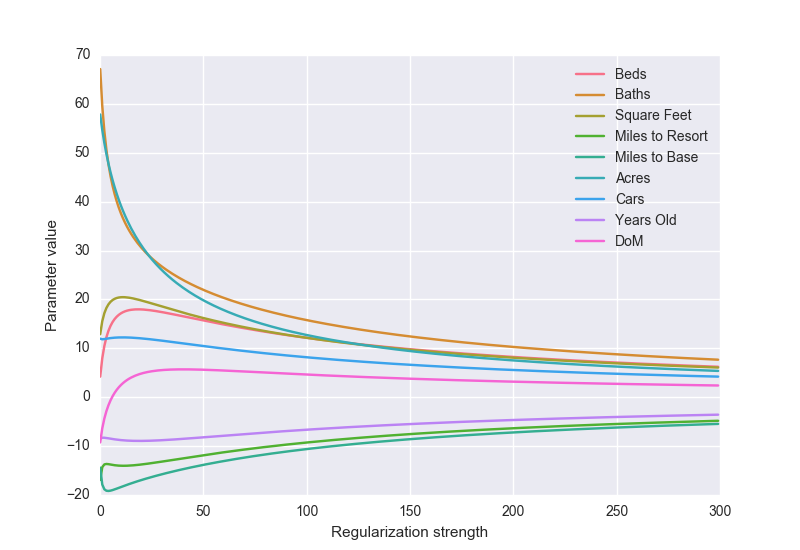 70
60
50
40
30
20
10
0
−10
−20
Parameter value
0 50 100 150 200 250 300
Regularization strength
Beds
Baths
Square Feet
Miles to Resort
Miles to Base
Acres
Cars
Years Old
DoM